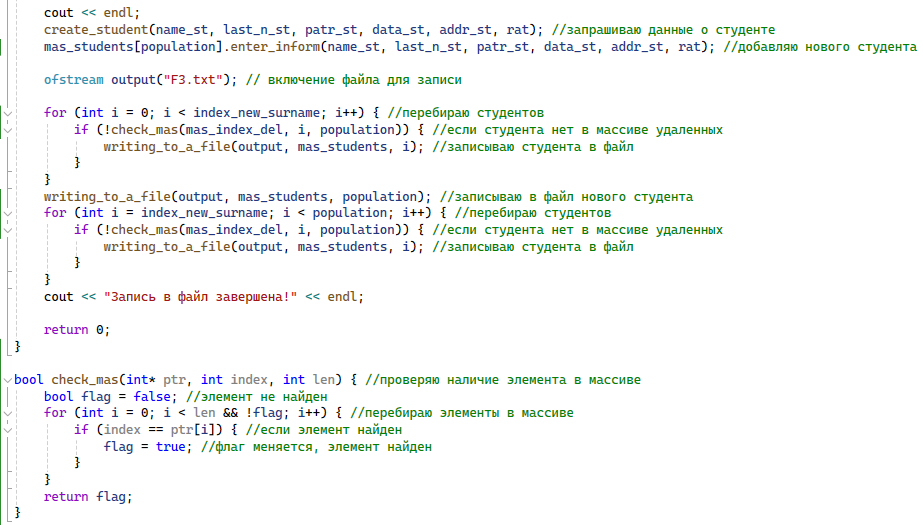 cout << endl;
create_student(name_st, last_n_st, patr_st, data_st, addr_st, rat); //запрашиваю данные о студенте
mas_students[population].enter_inform(name_st, last_n_st, patr_st, data_st, addr_st, rat); //добавляю нового студента
ofstream output("F3.txt"); // включение файла для записи
for (int i = 0; i < index_new_surname; i++) { //перебираю студентов
if (!check_mas(mas_index_del, i, population)) { //если студента нет в массиве удаленных
writing_to_a_file(output, mas_students, i); //записываю студента в файл
}
}
writing_to_a_file(output, mas_students, population); //записываю в файл нового студента
for (int i = index_new_surname; i < population; i++) { //перебираю студентов
if (!check_mas(mas_index_del, i, population)) { //если студента нет в массиве удаленных
writing_to_a_file(output, mas_students, i); //записываю студента в файл
}
}
cout << "Запись в файл завершена!" << endl;
return 0;
}
bool check_mas(int* ptr, int index, int len) { //проверяю наличие элемента в массиве
bool flag = false; //элемент не найден
for (int i = 0; i < len && !flag; i++) { //перебираю элементы в массиве
if (index == ptr[i]) { //если элемент найден
flag = true; //флаг меняется, элемент найден
}
}
return flag;
}